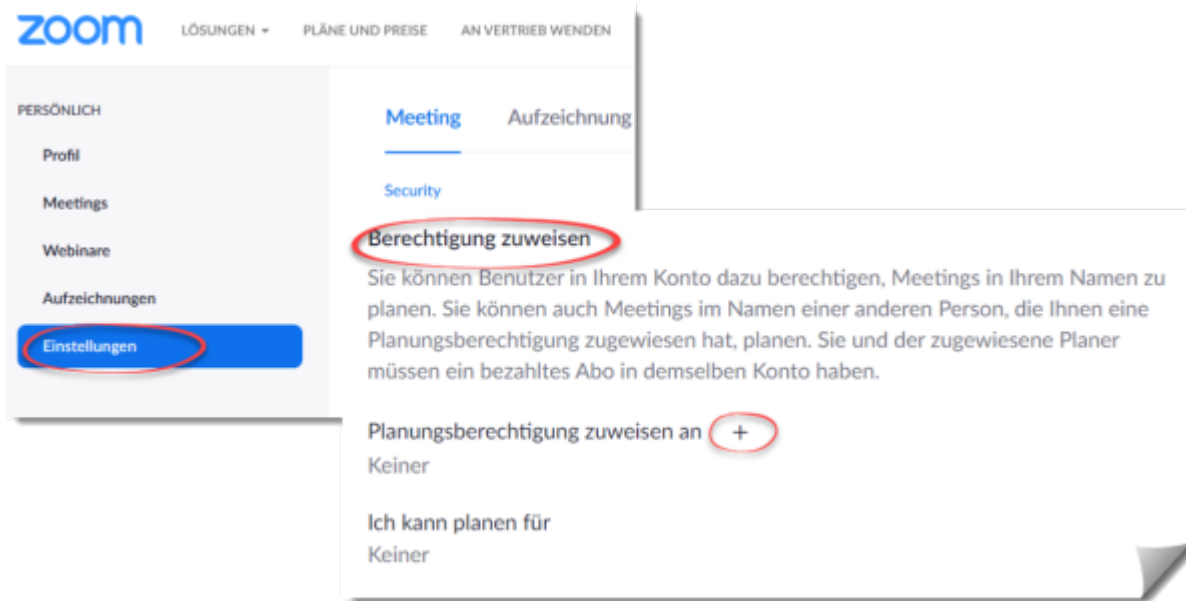 zoom LÖSUNGEN PLÄNE UND PREISE AN VERTRIEB WENDEN
PERSÖNLICH
Profil
Meetings
Webinare
Aufzeichnungen
Einstellungen
Meeting Aufzeichnung
Security
Berechtigung zuweisen
Sie können Benutzer in Ihrem Konto dazu berechtigen, Meetings in Ihrem Namen zu
planen. Sie können auch Meetings im Namen einer anderen Person, die Ihnen eine
Planungsberechtigung zugewiesen hat, planen. Sie und der zugewiesene Planer
müssen ein bezahltes Abo in demselben Konto haben.
Planungsberechtigung zuweisen an +
Keiner
Ich kann planen für
Keiner